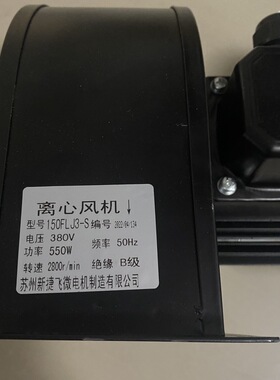 离心风机↓
型号150FLJ3-S 编号 2022/04/134
电压 380V 频率 50Hz
功率 550W
转速 2800r/min 绝缘 B级
苏州新捷飞微电机制造有限公司